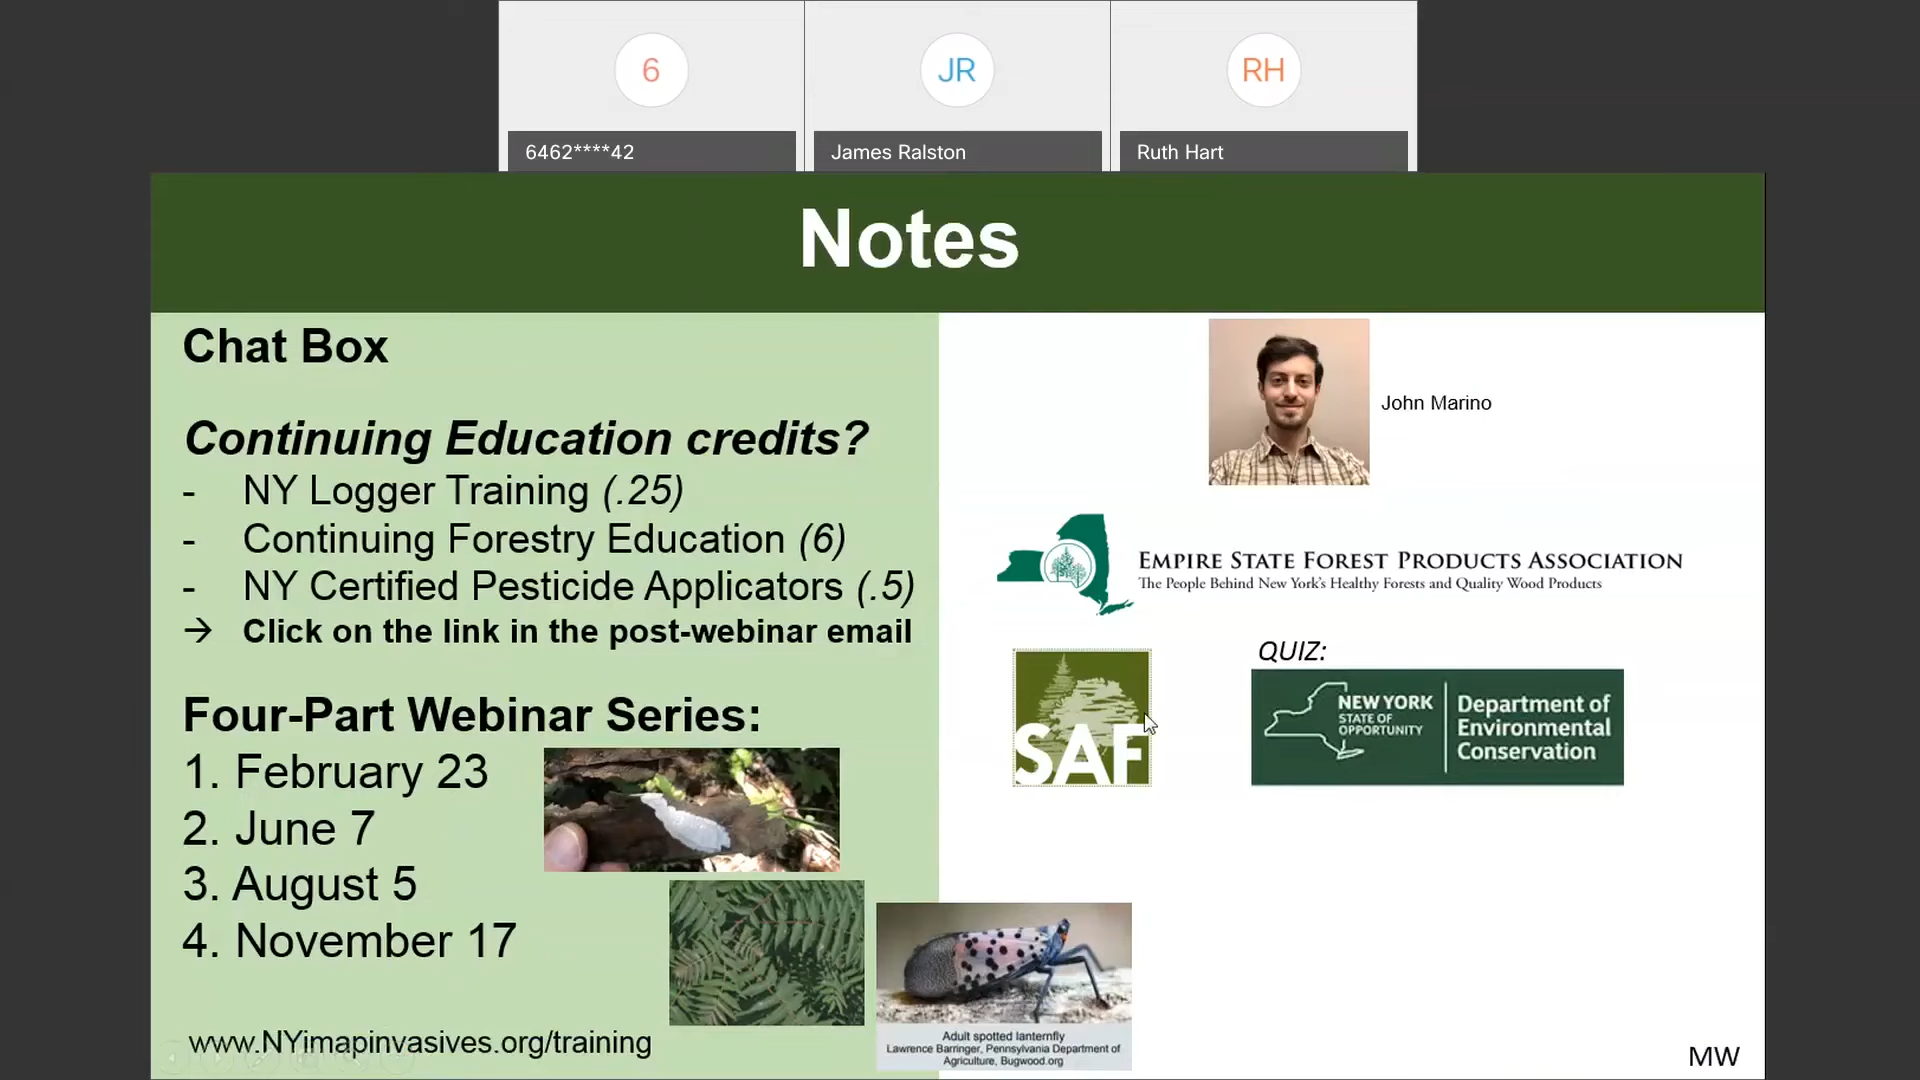 6
JR
RH
6462****42
James Ralston
Ruth Hart
Notes
Chat Box
Continuing Education credits?
- NY Logger Training (.25)
- Continuing Forestry Education (6)
- NY Certified Pesticide Applicators (.5)
→ Click on the link in the post-webinar email
Four-Part Webinar Series:
1. February 23
2. June 7
3. August 5
4. November 17
www.NYimapinvasives.org/training
John Marino
EMPIRE STATE FOREST PRODUCTS ASSOCIATION
The People Behind New York's Healthy Forests and Quality Wood Products
SAF
QUIZ:
NEW YORK
STATE OF
OPPORTUNITY
Department of
Environmental
Conservation
Adult spotted lanternfly
Lawrence Barringer, Pennsylvania Department of
Agriculture, Bugwood.org
MW